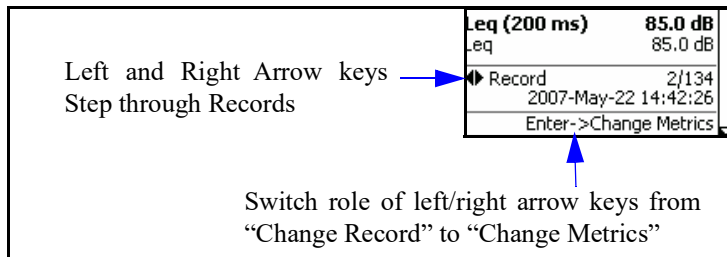 Leq (200 ms) 85.0 dB
Leq 85.0 dB
Left and Right Arrow keys
Step through Records
Record 2/134
2007-May-22 14:42:26
Enter->Change Metrics
Switch role of left/right arrow keys from
“Change Record” to “Change Metrics”